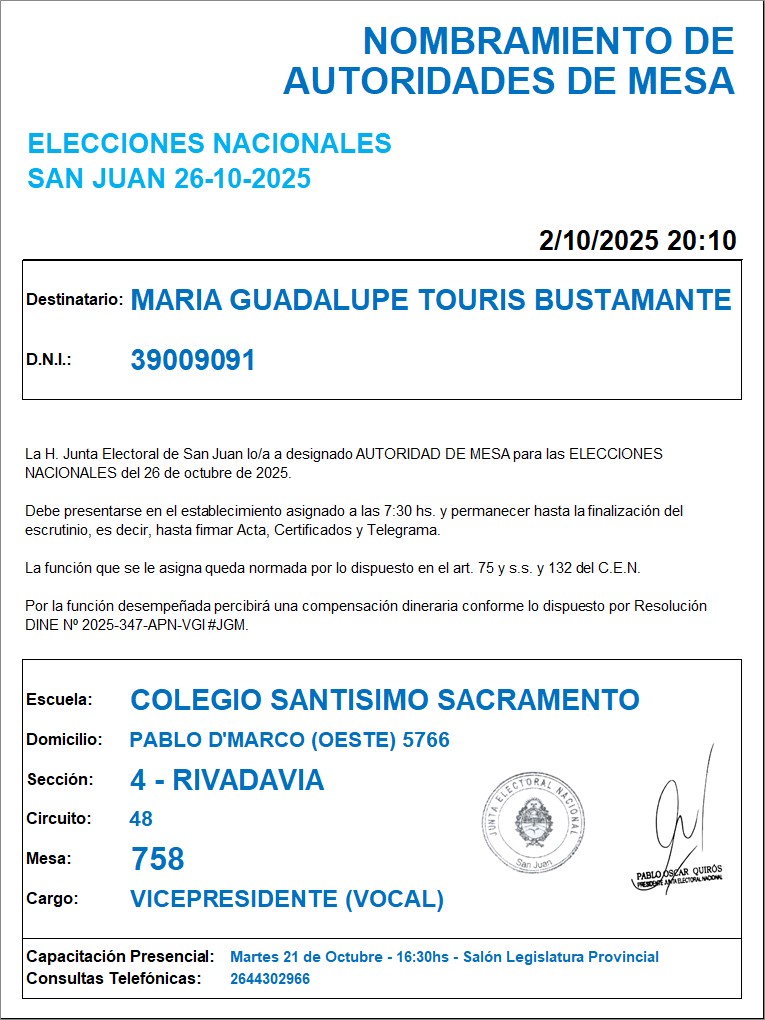 NOMBRAMIENTO DE
AUTORIDADES DE MESA
ELECCIONES NACIONALES
SAN JUAN 26-10-2025
2/10/2025 20:10
Destinatario: MARIA GUADALUPE TOURIS BUSTAMANTE
D.N.I.: 39009091
La H. Junta Electoral de San Juan lo/a a designado AUTORIDAD DE MESA para las ELECCIONES
NACIONALES del 26 de octubre de 2025.
Debe presentarse en el establecimiento asignado a las 7:30 hs. y permanecer hasta la finalización del
escrutinio, es decir, hasta firmar Acta, Certificados y Telegrama.
La función que se le asigna queda normada por lo dispuesto en el art. 75 y s.s. y 132 del C.E.N.
Por la función desempeñada percibirá una compensación dineraria conforme lo dispuesto por Resolución
DINE Nº 2025-347-APN-VGI#JGM.
Escuela: COLEGIO SANTISIMO SACRAMENTO
Domicilio: PABLO D'MARCO (OESTE) 5766
Sección: 4 - RIVADAVIA
Circuito: 48
Mesa: 758
Cargo: VICEPRESIDENTE (VOCAL)
JUNTA ELECTORAL NACIONAL
San Juan
PABLO OSCAR QUIRÓS
PRESIDENTE JUNTA ELECTORAL NACIONAL
Capacitación Presencial: Martes 21 de Octubre - 16:30hs - Salón Legislatura Provincial
Consultas Telefónicas: 2644302966